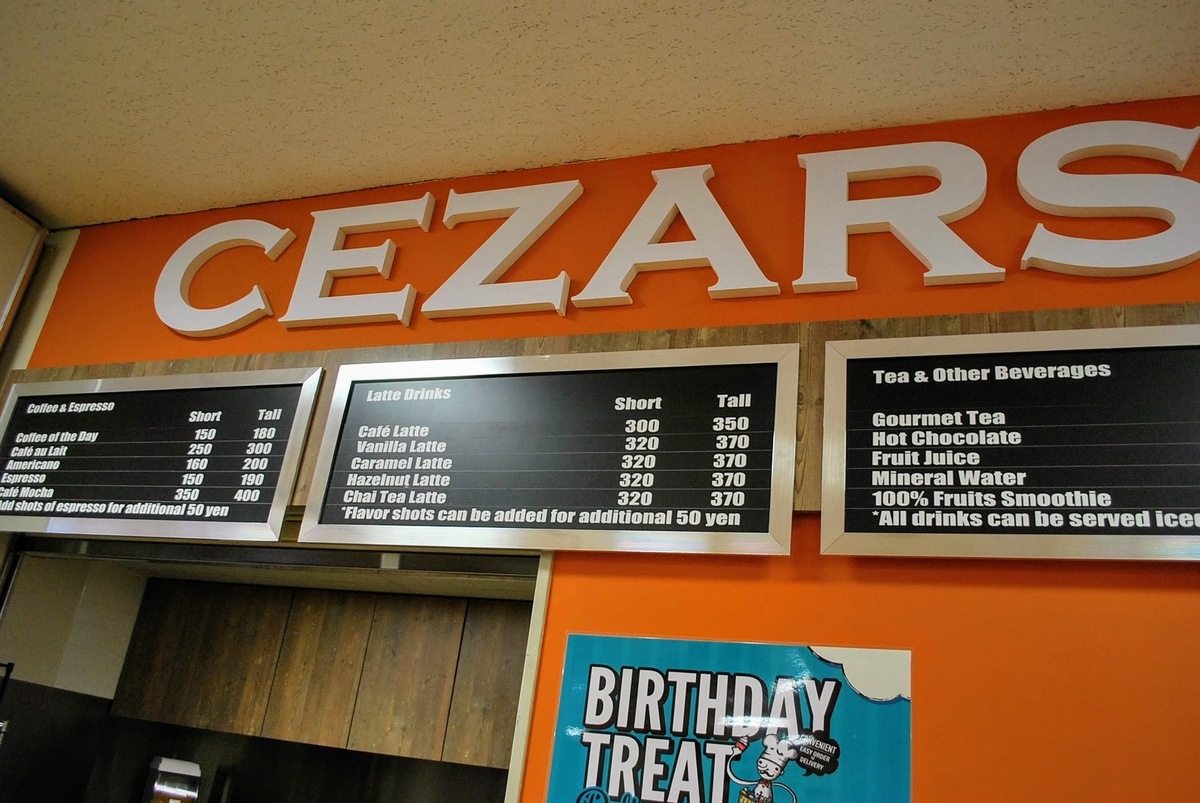 CEZARS
Coffee & Espresso
Short Tall
Coffee of the Day 150 180
Café au Lait 250 300
Americano 160 200
Espresso 150 190
Café Mocha 350 400
Add shots of espresso for additional 50 yen
Latte Drinks
Short Tall
Café Latte 300 350
Vanilla Latte 320 370
Caramel Latte 320 370
Hazelnut Latte 320 370
Chai Tea Latte 320 370
*Flavor shots can be added for additional 50 yen
Tea & Other Beverages
Gourmet Tea
Hot Chocolate
Fruit Juice
Mineral Water
100% Fruits Smoothie
*All drinks can be served iced
BIRTHDAY
TREAT
CONVENIENT
EASY ORDER
DELIVERY